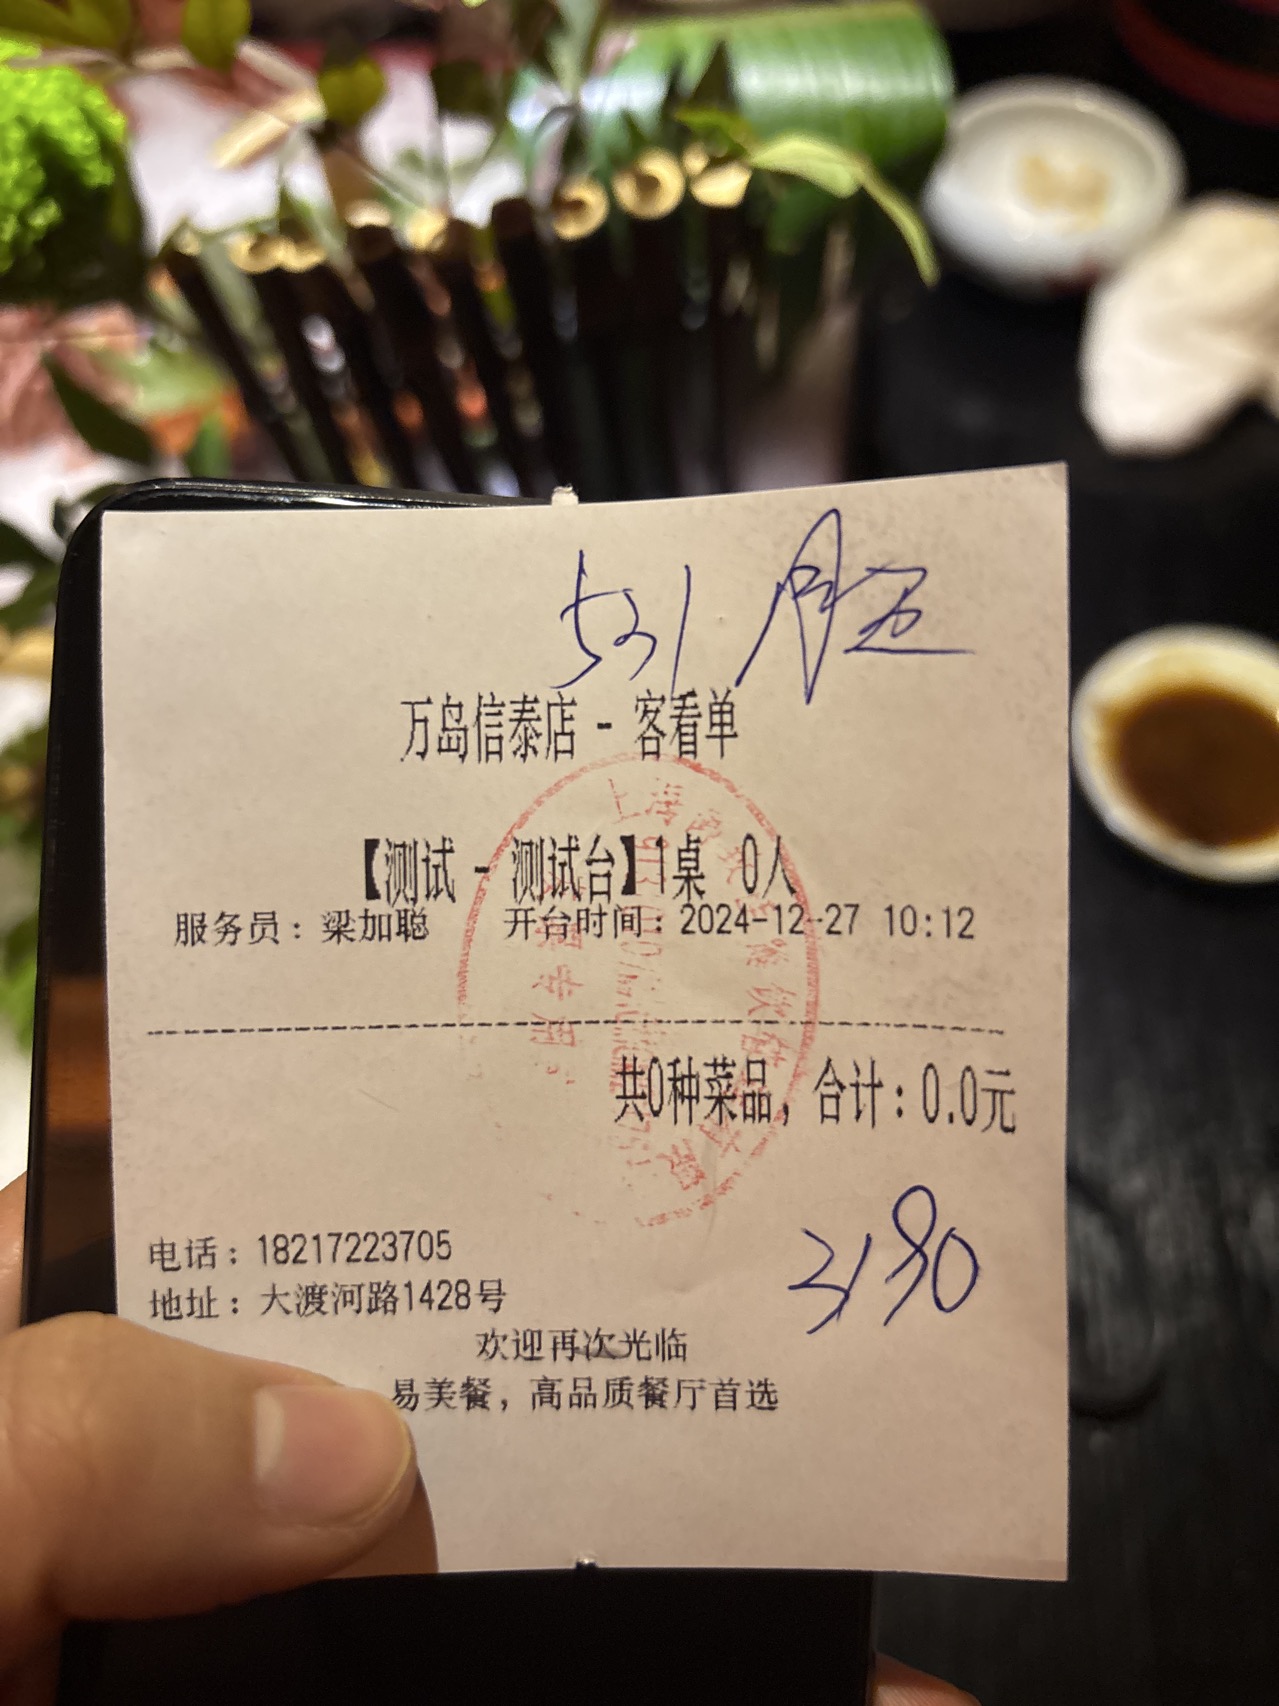 531
万岛信泰店 - 客看单
【测试 - 测试台】1桌 0人
服务员：梁加聪 开台时间：2024-12-27 10:12
共0种菜品，合计：0.0元
3190
电话：18217223705
地址：大渡河路1428号
欢迎再次光临
易美餐，高品质餐厅首选